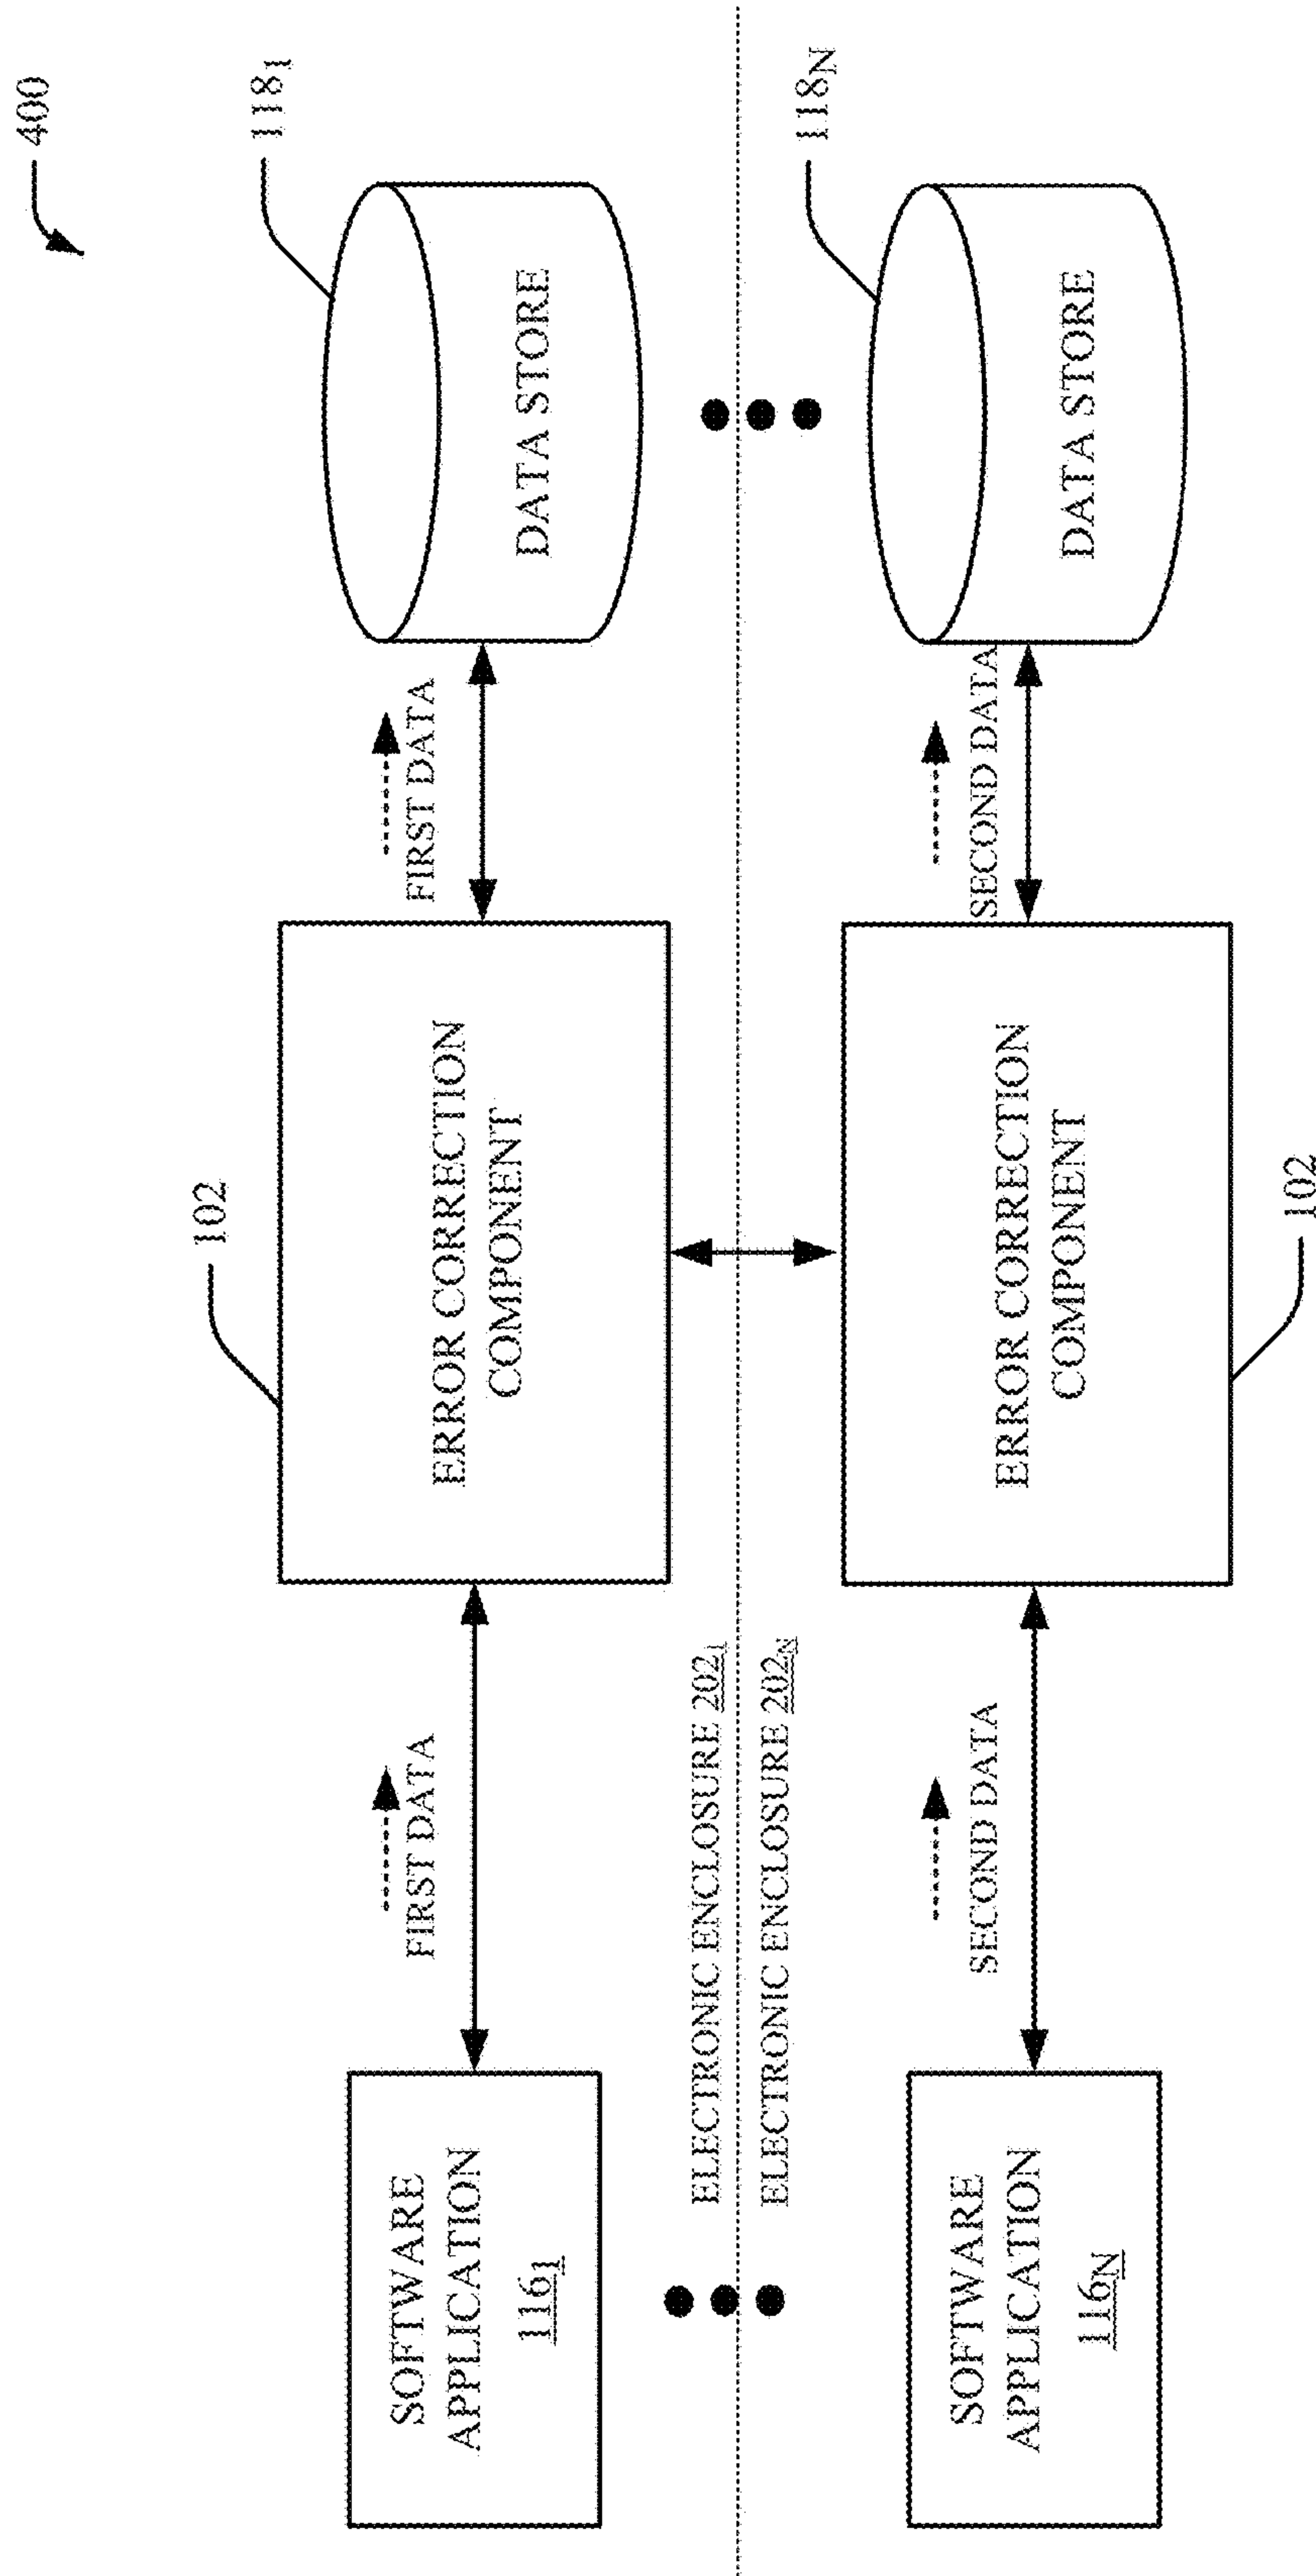 400
118₁
102
SOFTWARE
APPLICATION
116₁
FIRST DATA
ERROR CORRECTION
COMPONENT
FIRST DATA
DATA STORE
ELECTRONIC ENCLOSURE 202₁
ELECTRONIC ENCLOSURE 202N
118N
SOFTWARE
APPLICATION
116N
SECOND DATA
ERROR CORRECTION
COMPONENT
SECOND DATA
DATA STORE
102